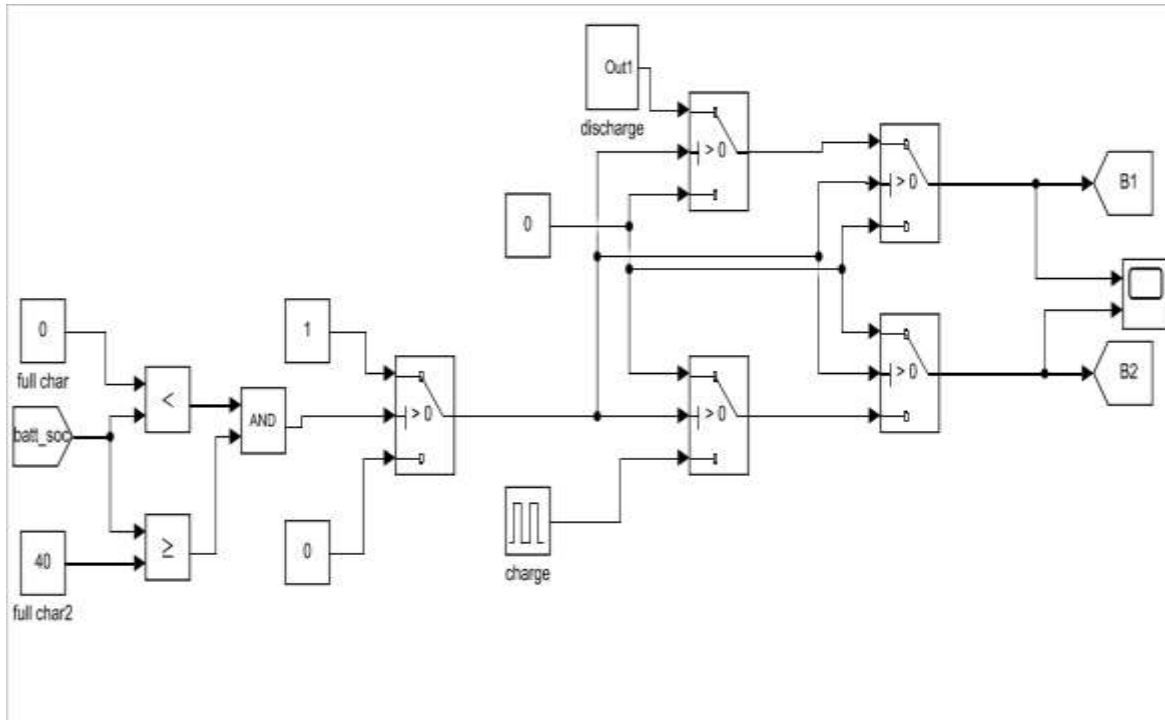 Out1
discharge
> 0
> 0
B1
0
0
full char
1
<
> 0
AND
batt_soc
> 0
> 0
B2
≥
40
full char2
0
charge